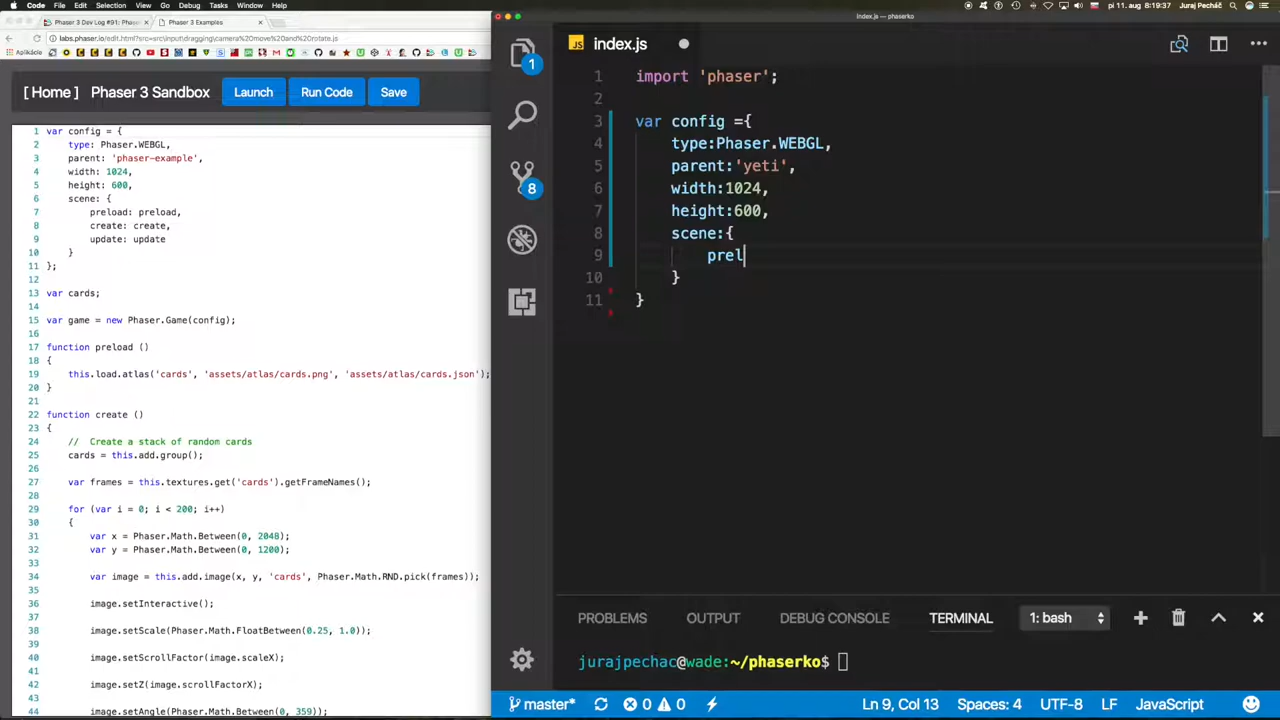 Code File Edit Selection View Go Debug Tasks Window Help
pi 11. aug
Pecháč
Phaser 3 Dev Log #91: Phaser
Phaser 3 Examples
index.js — phaserko
labs.phaser.io/edit.html?src=src\input\dragging\camera%20move%20and%20rotate.js
Aplikácie
index.js
[ Home ] Phaser 3 Sandbox Launch Run Code Save
1 var config = {
2 type: Phaser.WEBGL,
3 parent: 'phaser-example',
4 width: 1024,
5 height: 600,
6 scene: {
7 preload: preload,
8 create: create,
9 update: update
10 }
11 };
12
13 var cards;
14
15 var game = new Phaser.Game(config);
16
17 function preload ()
18 {
19 this.load.atlas('cards', 'assets/atlas/cards.png', 'assets/atlas/cards.json');
20 }
21
22 function create ()
23 {
24 // Create a stack of random cards
25 cards = this.add.group();
26
27 var frames = this.textures.get('cards').getFrameNames();
28
29 for (var i = 0; i < 200; i++)
30 {
31 var x = Phaser.Math.Between(0, 2048);
32 var y = Phaser.Math.Between(0, 1200);
33
34 var image = this.add.image(x, y, 'cards', Phaser.Math.RND.pick(frames));
35
36 image.setInteractive();
37
38 image.setScale(Phaser.Math.FloatBetween(0.25, 1.0));
39
40 image.setScrollFactor(image.scaleX);
41
42 image.setZ(image.scrollFactorX);
43
44 image.setAngle(Phaser.Math.Between(0, 359));
1
8
1 import 'phaser';
2
3 var config ={
4 type:Phaser.WEBGL,
5 parent:'yeti',
6 width:1024,
7 height:600,
8 scene:{
9 prel
10 }
11 }
PROBLEMS OUTPUT DEBUG CONSOLE TERMINAL 1: bash
jurajpechac@wade:~/phaserko$
master* 0 0 Ln 9, Col 13 Spaces: 4 UTF-8 LF JavaScript